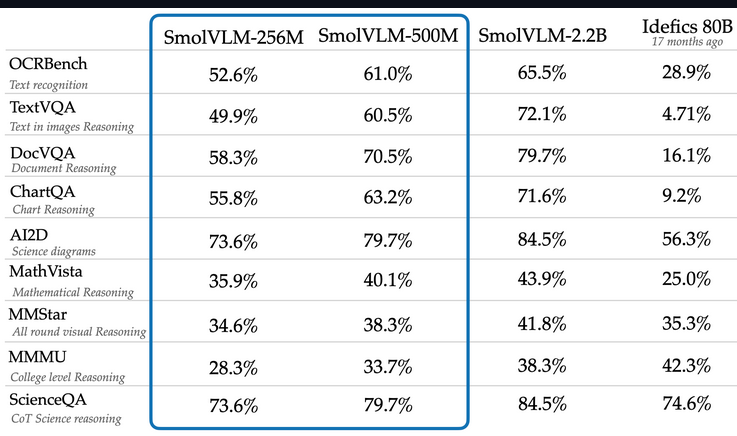 SmolVLM-256M SmolVLM-500M SmolVLM-2.2B Idefics 80B
17 months ago
OCRBench 52.6% 61.0% 65.5% 28.9%
Text recognition
TextVQA 49.9% 60.5% 72.1% 4.71%
Text in images Reasoning
DocVQA 58.3% 70.5% 79.7% 16.1%
Document Reasoning
ChartQA 55.8% 63.2% 71.6% 9.2%
Chart Reasoning
AI2D 73.6% 79.7% 84.5% 56.3%
Science diagrams
MathVista 35.9% 40.1% 43.9% 25.0%
Mathematical Reasoning
MMStar 34.6% 38.3% 41.8% 35.3%
All round visual Reasoning
MMMU 28.3% 33.7% 38.3% 42.3%
College level Reasoning
ScienceQA 73.6% 79.7% 84.5% 74.6%
CoT Science reasoning